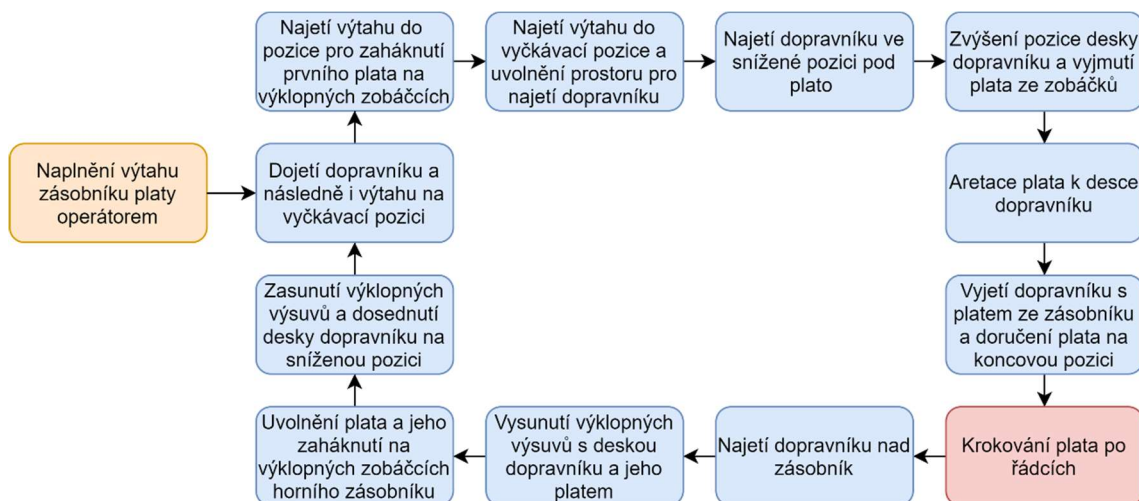 Najetí výtahu do
pozice pro zaháknutí
prvního plata na
výklopných zobáčcích
Najetí výtahu do
vyčkávací pozice a
uvolnění prostoru pro
najetí dopravníku
Najetí dopravníku ve
snížené pozici pod
plato
Zvýšení pozice desky
dopravníku a vyjmutí
plata ze zobáčků
Naplnění výtahu
zásobníku platy
operátorem
Dojetí dopravníku a
následně i výtahu na
vyčkávací pozici
Aretace plata k desce
dopravníku
Zasunutí výklopných
výsuvů a dosednutí
desky dopravníku na
sníženou pozici
Vyjetí dopravníku s
platem ze zásobníku
a doručení plata na
koncovou pozici
Uvolnění plata a jeho
zaháknutí na
výklopných zobáčcích
horního zásobníku
Vysunutí výklopných
výsuvů s deskou
dopravníku a jeho
platem
Najetí dopravníku nad
zásobník
Krokování plata po
řádcích